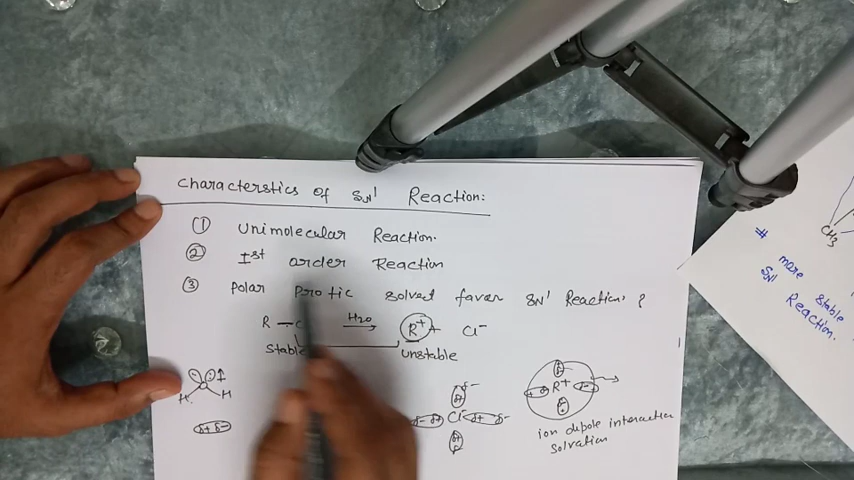 Characterstics of SN¹ Reaction:
① Unimolecular Reaction.
② Ist order Reaction
③ Polar Protic solvet favor SN¹ Reaction. ?
R — C H₂O R⁺ + Cl⁻
Stable unstable
H H
δ+ δ-
δ- δ+ Cl⁻ δ+ δ-
R⁺
ion dipole interaction
solvation
CH₃
# more stable
SN¹ Reaction.